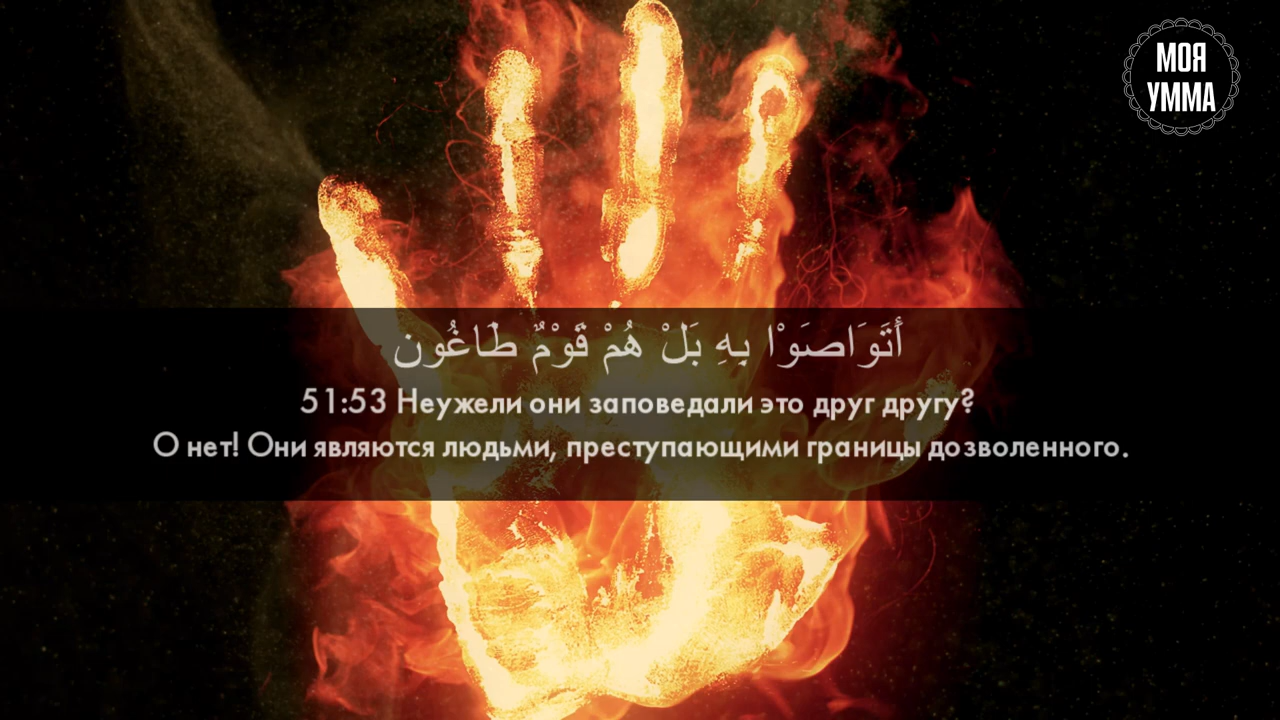 МОЯ
УММА
أَتَوَاصَوْا بِهِ بَلْ هُمْ قَوْمٌ طَاغُون
51:53 Неужели они заповедали это друг другу?
О нет! Они являются людьми, преступающими границы дозволенного.